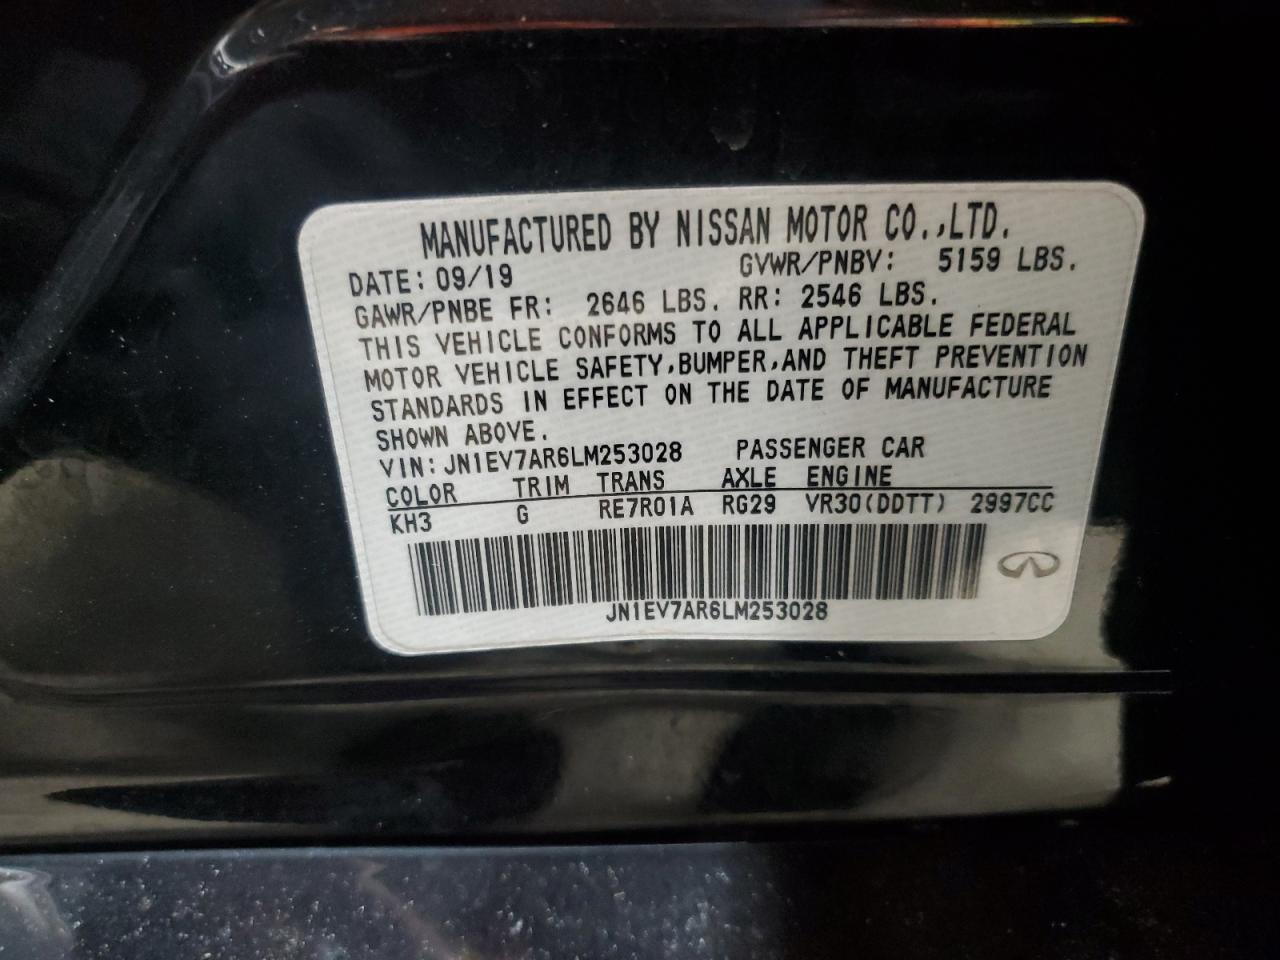 MANUFACTURED BY NISSAN MOTOR CO.,LTD.
DATE: 09/19 GVWR/PNBV: 5159 LBS.
GAWR/PNBE FR: 2646 LBS. RR: 2546 LBS.
THIS VEHICLE CONFORMS TO ALL APPLICABLE FEDERAL
MOTOR VEHICLE SAFETY,BUMPER,AND THEFT PREVENTION
STANDARDS IN EFFECT ON THE DATE OF MANUFACTURE
SHOWN ABOVE.
VIN: JN1EV7AR6LM253028 PASSENGER CAR
COLOR TRIM TRANS AXLE ENGINE
KH3 G RE7R01A RG29 VR30(DDTT) 2997CC
JN1EV7AR6LM253028